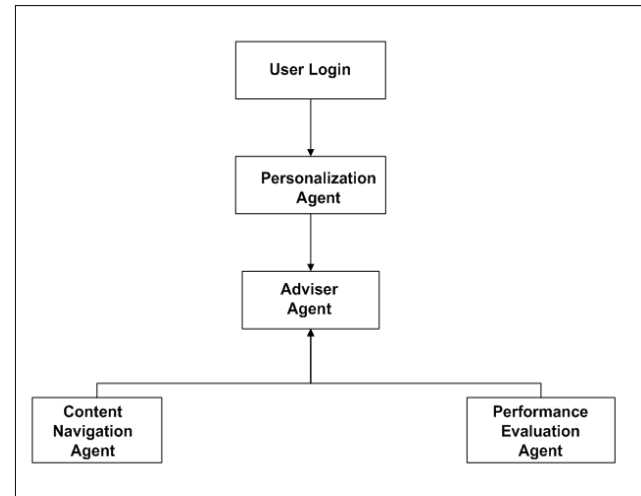 User Login
Personalization
Agent
Adviser
Agent
Content
Navigation
Agent
Performance
Evaluation
Agent